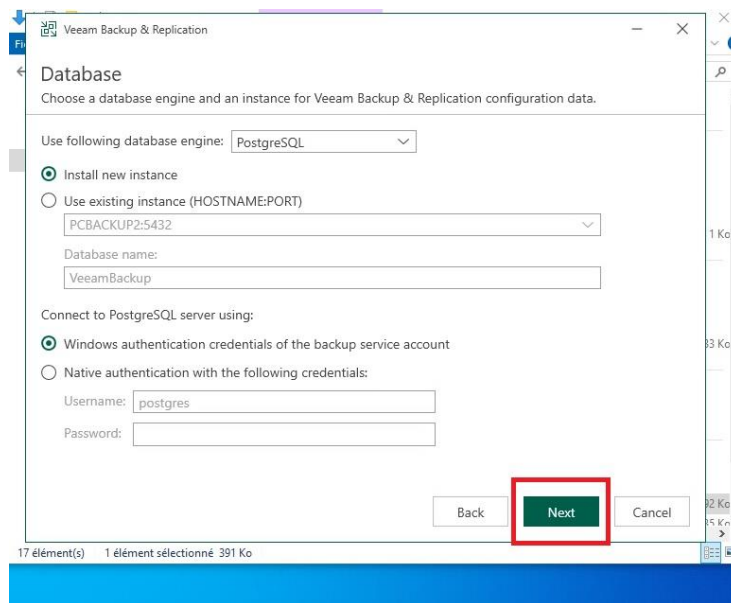 Veeam Backup & Replication
Fi
Database
Choose a database engine and an instance for Veeam Backup & Replication configuration data.
Use following database engine: PostgreSQL
Install new instance
Use existing instance (HOSTNAME:PORT)
PCBACKUP2:5432
1 Ko
Database name:
VeeamBackup
Connect to PostgreSQL server using:
Windows authentication credentials of the backup service account
33 Ko
Native authentication with the following credentials:
Username: postgres
Password:
Back Next Cancel
92 Ko
17 élément(s) 1 élément sélectionné 391 Ko